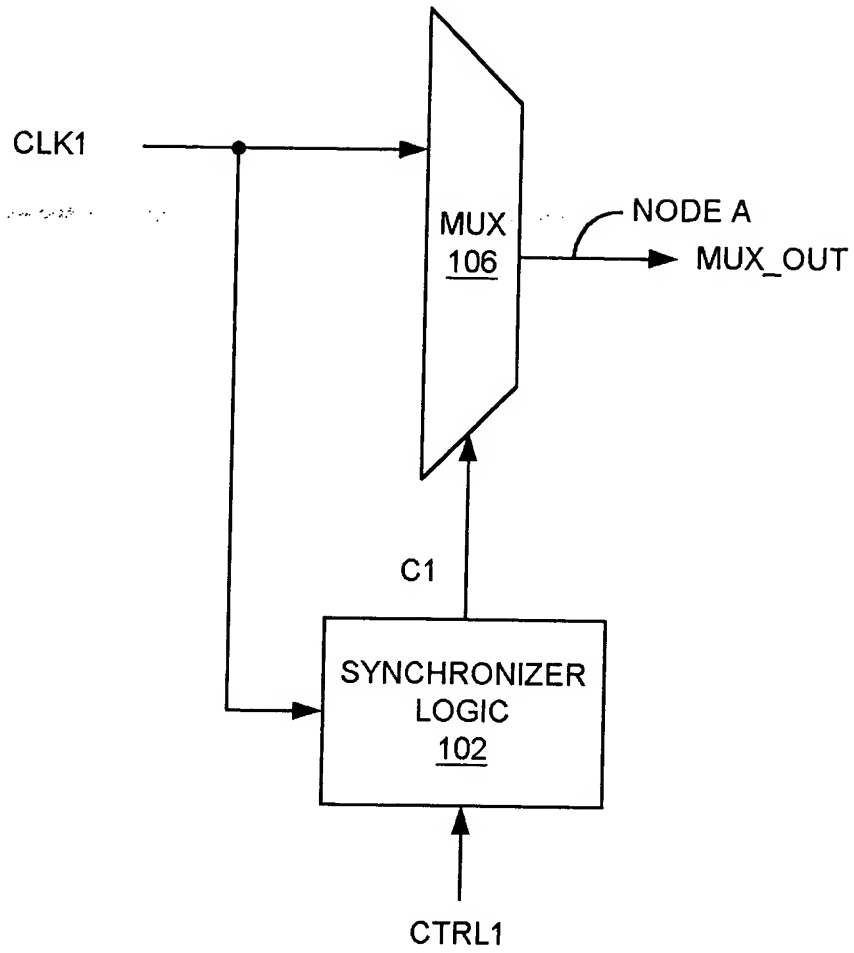 CLK1
NODE A
MUX
106
MUX_OUT
C1
SYNCHRONIZER
LOGIC
102
CTRL1